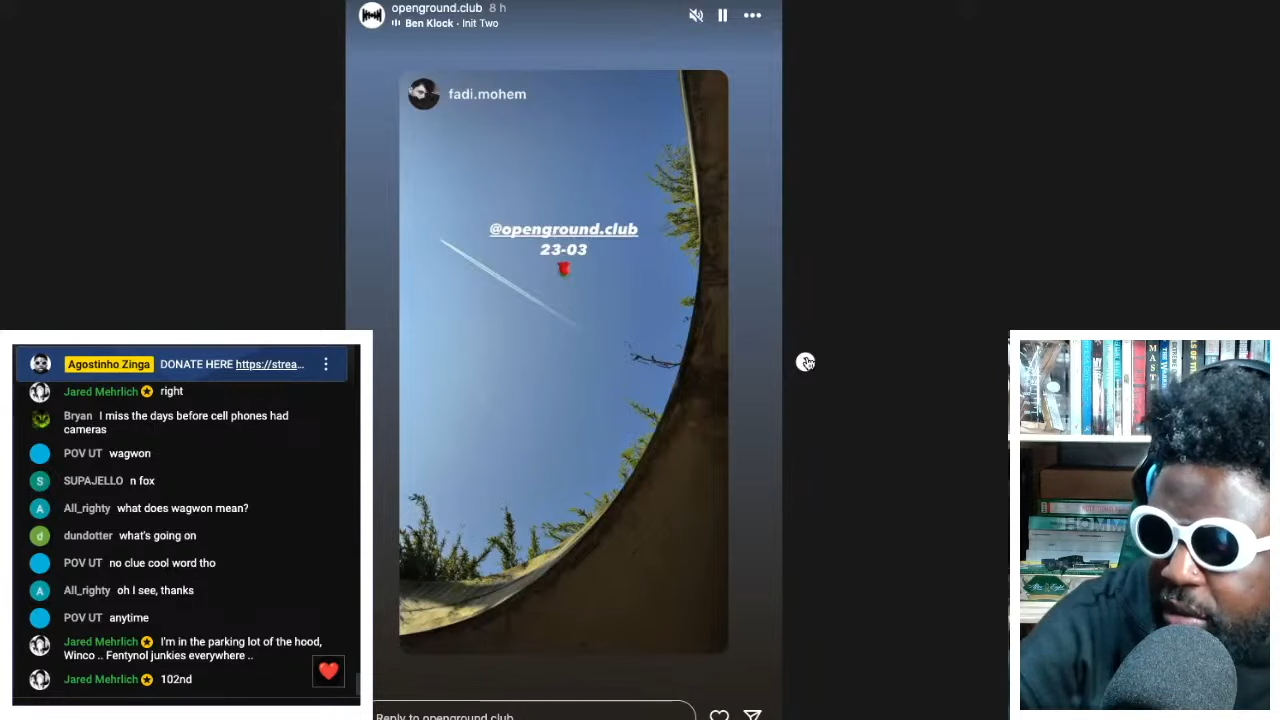 openground.club 8 h
Ben Klock · Init Two
fadi.mohem
@openground.club
23-03
Agostinho Zinga DONATE HERE https://strea...
Jared Mehrlich right
Bryan I miss the days before cell phones had
cameras
POV UT wagwon
S SUPAJELLO n fox
A All_righty what does wagwon mean?
d dundotter what's going on
POV UT no clue cool word tho
A All_righty oh I see, thanks
POV UT anytime
Jared Mehrlich I'm in the parking lot of the hood,
Winco .. Fentynol junkies everywhere ..
Jared Mehrlich 102nd
Reply to openground.club